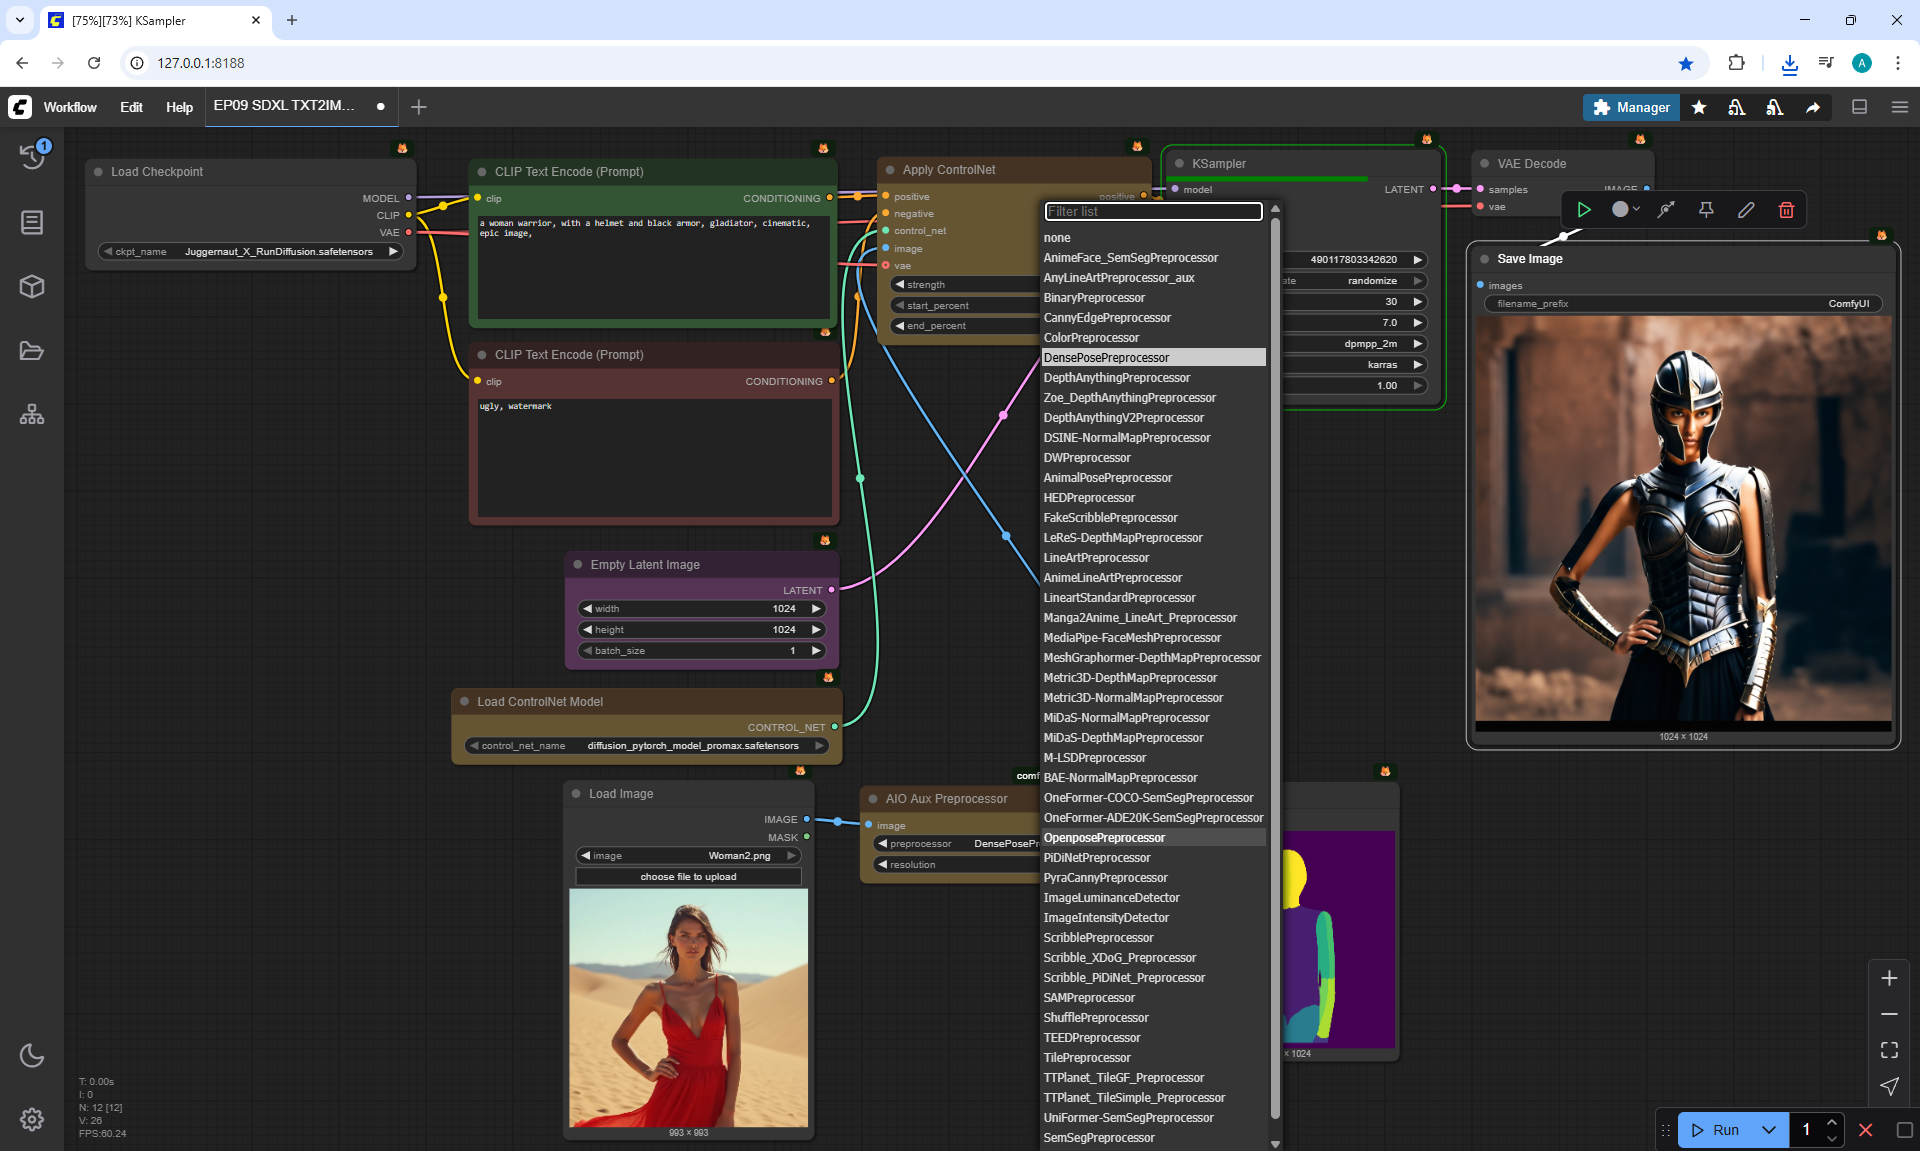 [75%][73%] KSampler
127.0.0.1:8188
A
Workflow
Edit
Help
EP09 SDXL TXT2IM...
Manager
1
Load Checkpoint
MODEL
CLIP
VAE
ckpt_name
Juggernaut_X_RunDiffusion.safetensors
CLIP Text Encode (Prompt)
clip
CONDITIONING
a woman warrior, with a helmet and black armor, gladiator, cinematic,
epic image,
CLIP Text Encode (Prompt)
clip
CONDITIONING
ugly, watermark
Empty Latent Image
LATENT
width
1024
height
1024
batch_size
1
Load ControlNet Model
CONTROL_NET
control_net_name
diffusion_pytorch_model_promax.safetensors
Load Image
IMAGE
MASK
image
Woman2.png
choose file to upload
993 × 993
Apply ControlNet
positive
positive
negative
control_net
image
vae
strength
start_percent
end_percent
comf
AIO Aux Preprocessor
image
preprocessor
DensePosePr
resolution
Filter list
none
AnimeFace_SemSegPreprocessor
AnyLineArtPreprocessor_aux
BinaryPreprocessor
CannyEdgePreprocessor
ColorPreprocessor
DensePosePreprocessor
DepthAnythingPreprocessor
Zoe_DepthAnythingPreprocessor
DepthAnythingV2Preprocessor
DSINE-NormalMapPreprocessor
DWPreprocessor
AnimalPosePreprocessor
HEDPreprocessor
FakeScribblePreprocessor
LeReS-DepthMapPreprocessor
LineArtPreprocessor
AnimeLineArtPreprocessor
LineartStandardPreprocessor
Manga2Anime_LineArt_Preprocessor
MediaPipe-FaceMeshPreprocessor
MeshGraphormer-DepthMapPreprocessor
Metric3D-DepthMapPreprocessor
Metric3D-NormalMapPreprocessor
MiDaS-NormalMapPreprocessor
MiDaS-DepthMapPreprocessor
M-LSDPreprocessor
BAE-NormalMapPreprocessor
OneFormer-COCO-SemSegPreprocessor
OneFormer-ADE20K-SemSegPreprocessor
OpenposePreprocessor
PiDiNetPreprocessor
PyraCannyPreprocessor
ImageLuminanceDetector
ImageIntensityDetector
ScribblePreprocessor
Scribble_XDoG_Preprocessor
Scribble_PiDiNet_Preprocessor
SAMPreprocessor
ShufflePreprocessor
TEEDPreprocessor
TilePreprocessor
TTPlanet_TileGF_Preprocessor
TTPlanet_TileSimple_Preprocessor
UniFormer-SemSegPreprocessor
SemSegPreprocessor
KSampler
model
LATENT
490117803342620
ate
randomize
30
7.0
dpmpp_2m
karras
1.00
× 1024
VAE Decode
samples
IMAGE
vae
Save Image
images
filename_prefix
ComfyUI
1024 × 1024
T: 0.00s
I: 0
N: 12 [12]
V: 26
FPS:60.24
Run
1